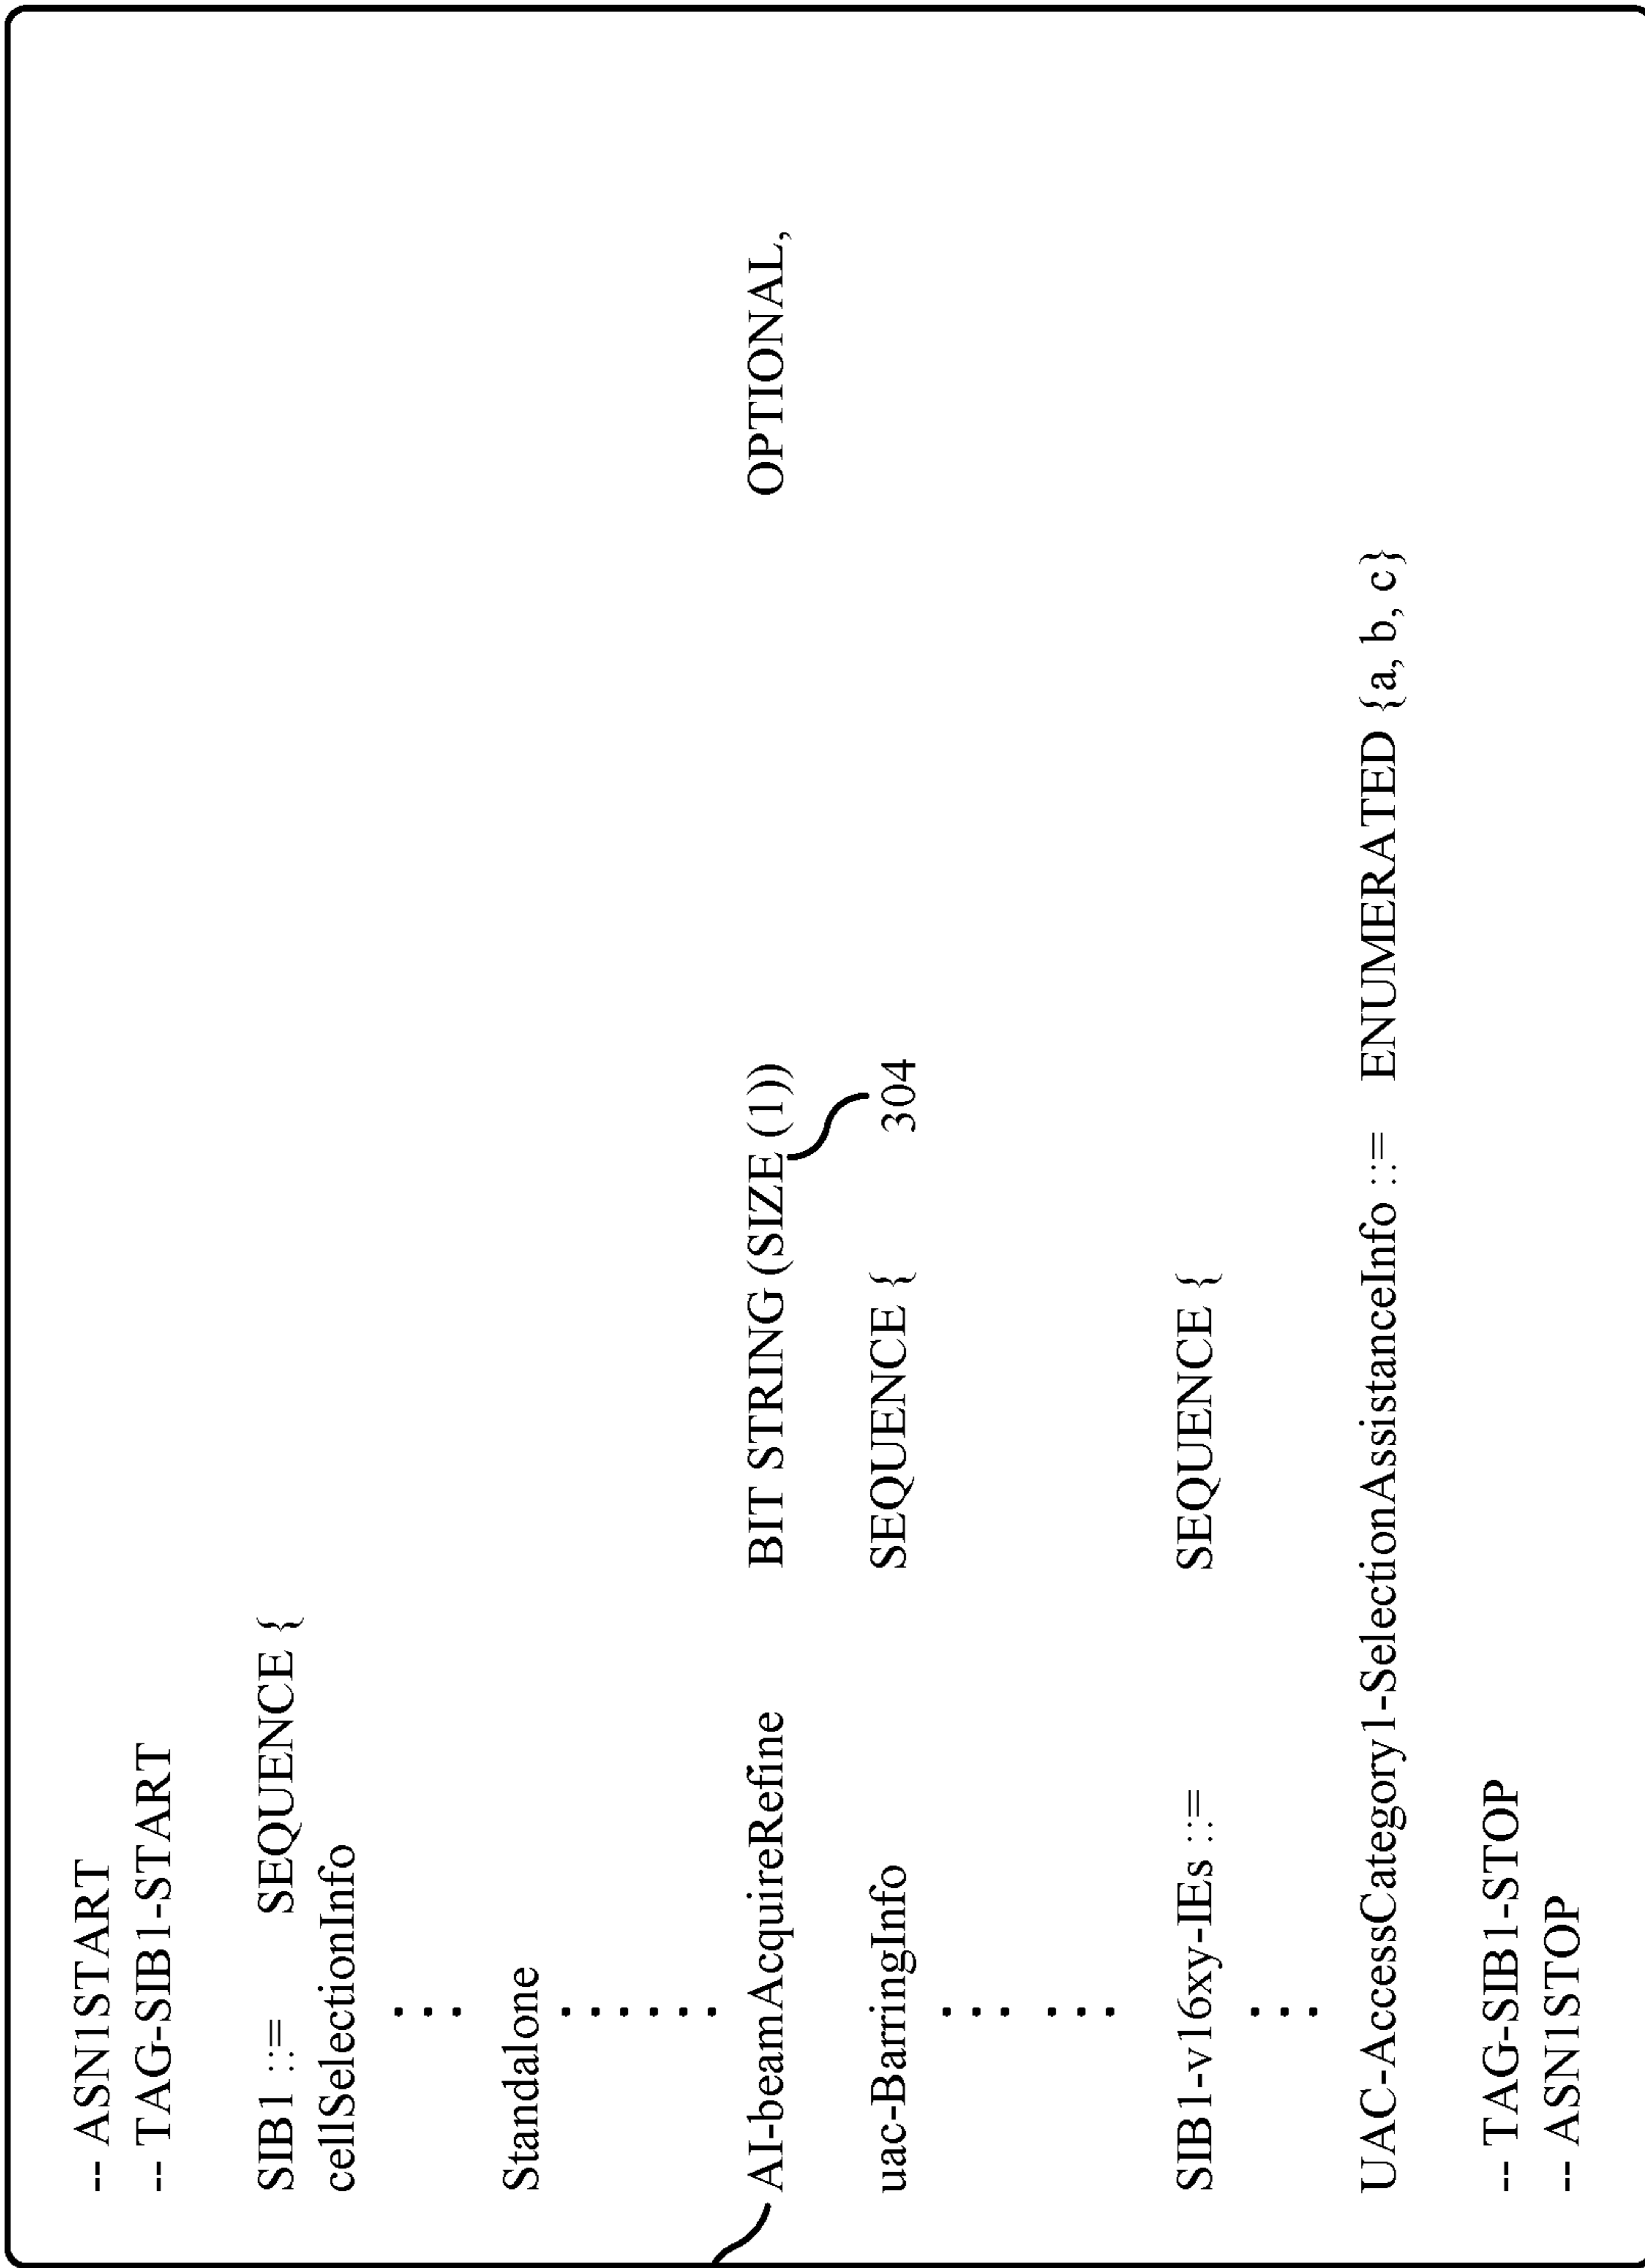 -- ASN1START
-- TAG-SIB1-START
SIB1 ::= SEQUENCE {
cellSelectionInfo
...
Standalone
......
AI-beamAcquireRefine BIT STRING (SIZE (1)) OPTIONAL,
304
uac-BarringInfo SEQUENCE {
... ...
SIB1-v16xy-IEs ::= SEQUENCE {
...
UAC-AccessCategory1-SelectionAssistanceInfo ::= ENUMERATED {a, b, c}
-- TAG-SIB1-STOP
-- ASN1STOP